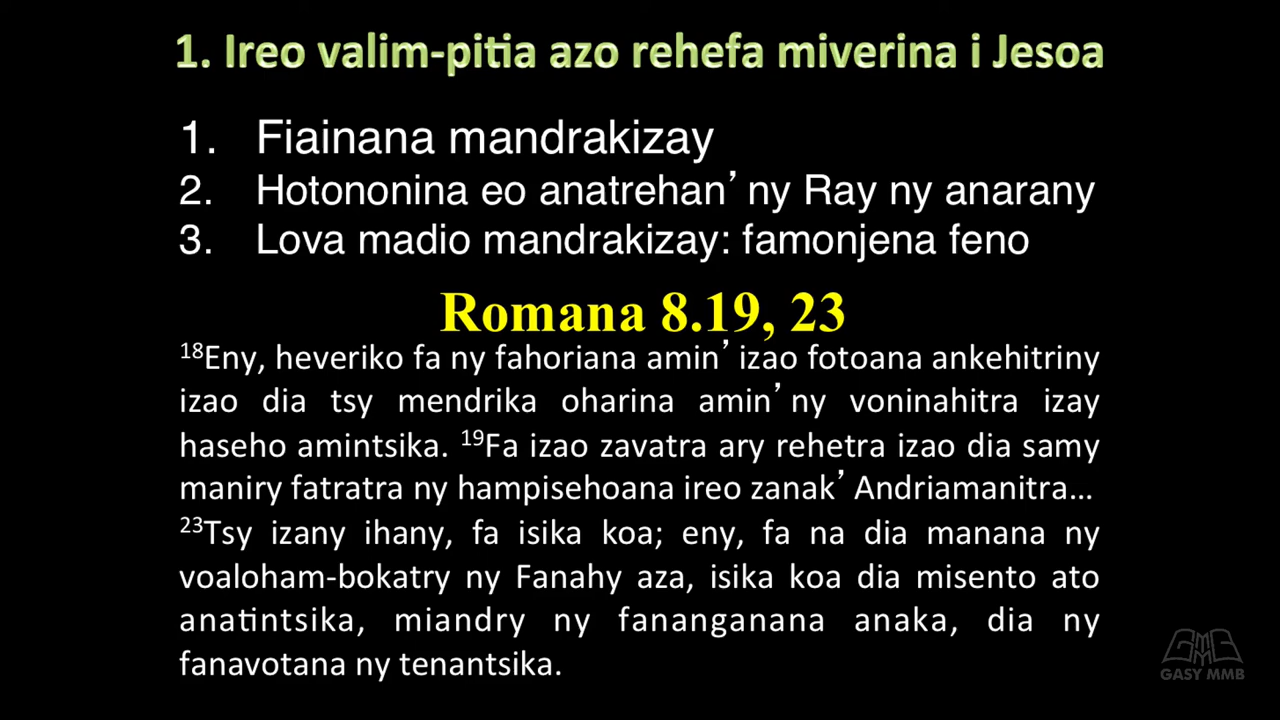 1. Ireo valim-pitia azo rehefa miverina i Jesoa
1. Fiainana mandrakizay
2. Hotononina eo anatrehan’ ny Ray ny anarany
3. Lova madio mandrakizay: famonjena feno
Romana 8.19, 23
¹⁸Eny, heveriko fa ny fahoriana amin’ izao fotoana ankehitriny
izao dia tsy mendrika oharina amin’ ny voninahitra izay
haseho amintsika. ¹⁹Fa izao zavatra ary rehetra izao dia samy
maniry fatratra ny hampisehoana ireo zanak’ Andriamanitra…
²³Tsy izany ihany, fa isika koa; eny, fa na dia manana ny
voaloham-bokatry ny Fanahy aza, isika koa dia misento ato
anatintsika, miandry ny fananganana anaka, dia ny
fanavotana ny tenantsika.
GMMB
GASY MMB